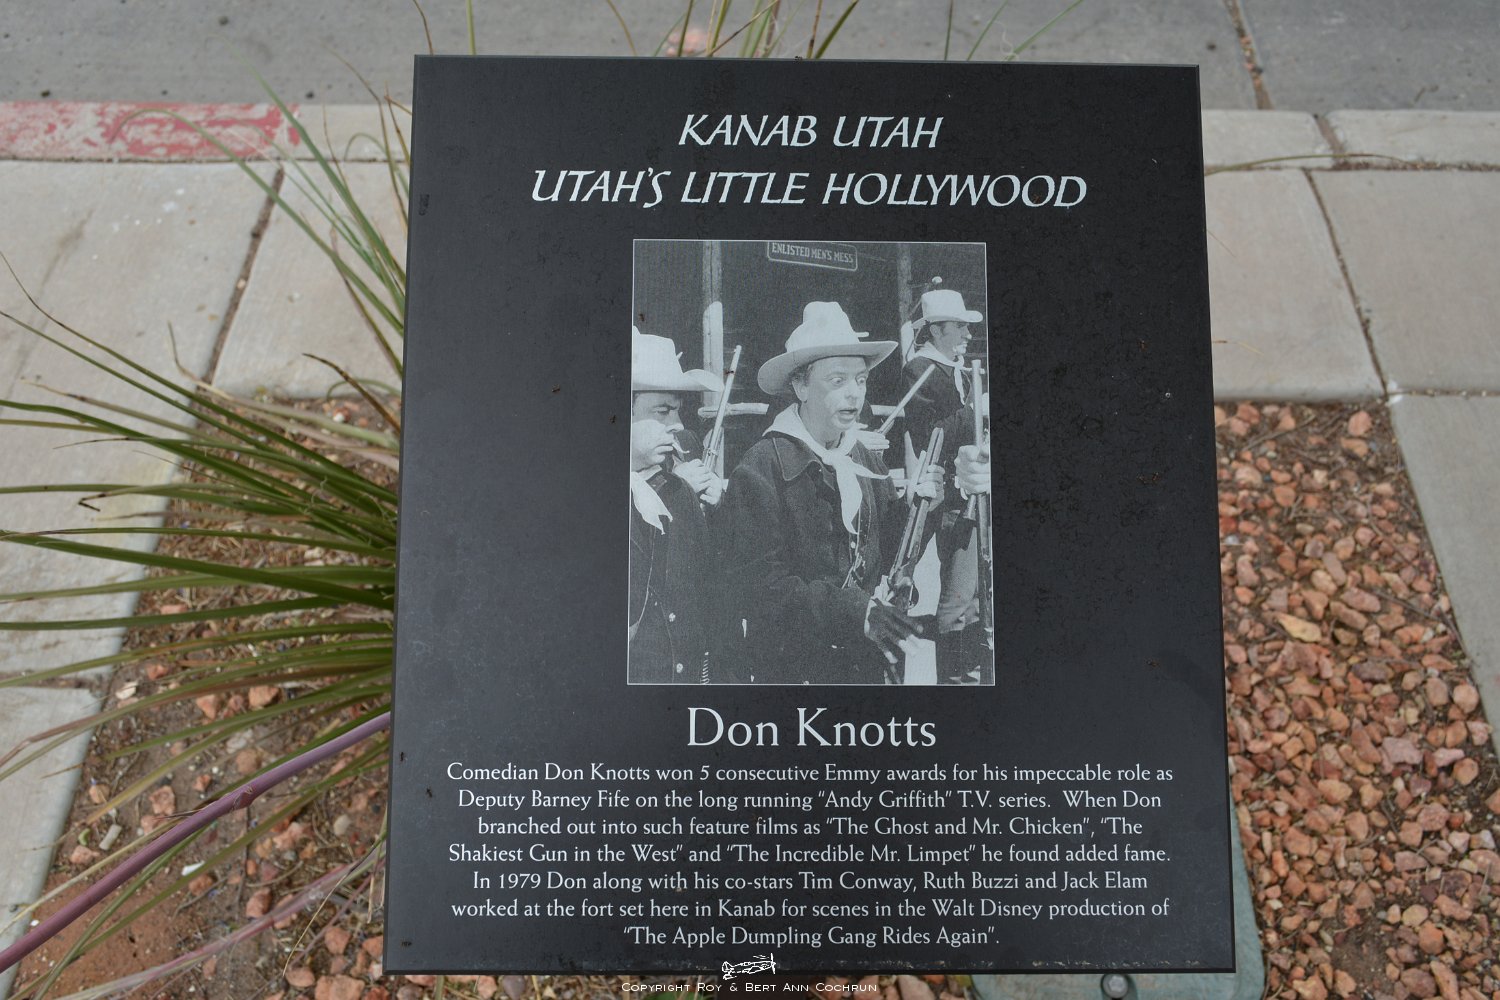 KANAB UTAH
UTAH'S LITTLE HOLLYWOOD
ENLISTED MEN'S MESS
Don Knotts
Comedian Don Knotts won 5 consecutive Emmy awards for his impeccable role as
Deputy Barney Fife on the long running "Andy Griffith" T.V. series. When Don
branched out into such feature films as "The Ghost and Mr. Chicken", "The
Shakiest Gun in the West" and "The Incredible Mr. Limpet" he found added fame.
In 1979 Don along with his co-stars Tim Conway, Ruth Buzzi and Jack Elam
worked at the fort set here in Kanab for scenes in the Walt Disney production of
"The Apple Dumpling Gang Rides Again".
Copyright Roy & Bert Ann Cochrun